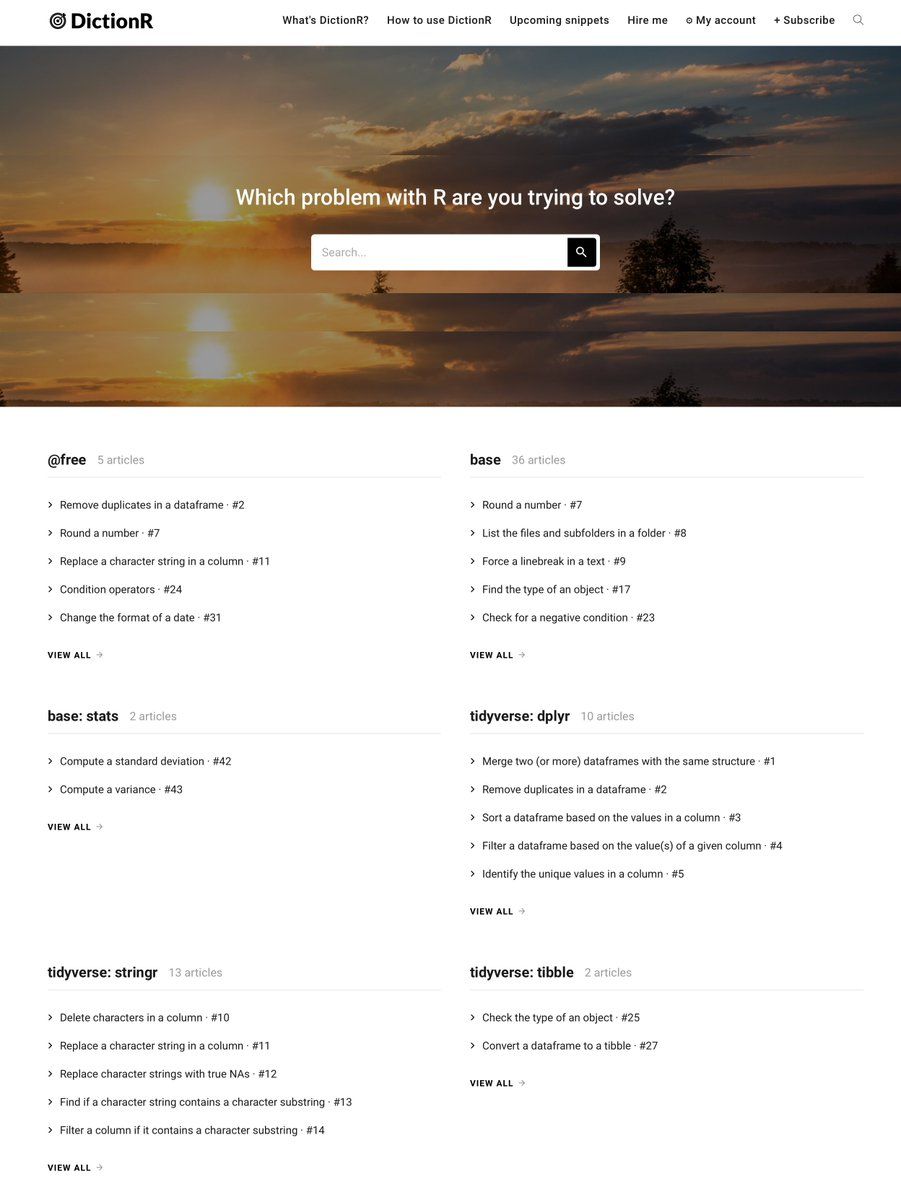 DictionR
What's DictionR? How to use DictionR Upcoming snippets Hire me My account + Subscribe
Which problem with R are you trying to solve?
Search...
@free 5 articles
Remove duplicates in a dataframe · #2
Round a number · #7
Replace a character string in a column · #11
Condition operators · #24
Change the format of a date · #31
VIEW ALL →
base 36 articles
Round a number · #7
List the files and subfolders in a folder · #8
Force a linebreak in a text · #9
Find the type of an object · #17
Check for a negative condition · #23
VIEW ALL →
base: stats 2 articles
Compute a standard deviation · #42
Compute a variance · #43
VIEW ALL →
tidyverse: dplyr 10 articles
Merge two (or more) dataframes with the same structure · #1
Remove duplicates in a dataframe · #2
Sort a dataframe based on the values in a column · #3
Filter a dataframe based on the value(s) of a given column · #4
Identify the unique values in a column · #5
VIEW ALL →
tidyverse: stringr 13 articles
Delete characters in a column · #10
Replace a character string in a column · #11
Replace character strings with true NAs · #12
Find if a character string contains a character substring · #13
Filter a column if it contains a character substring · #14
VIEW ALL →
tidyverse: tibble 2 articles
Check the type of an object · #25
Convert a dataframe to a tibble · #27
VIEW ALL →